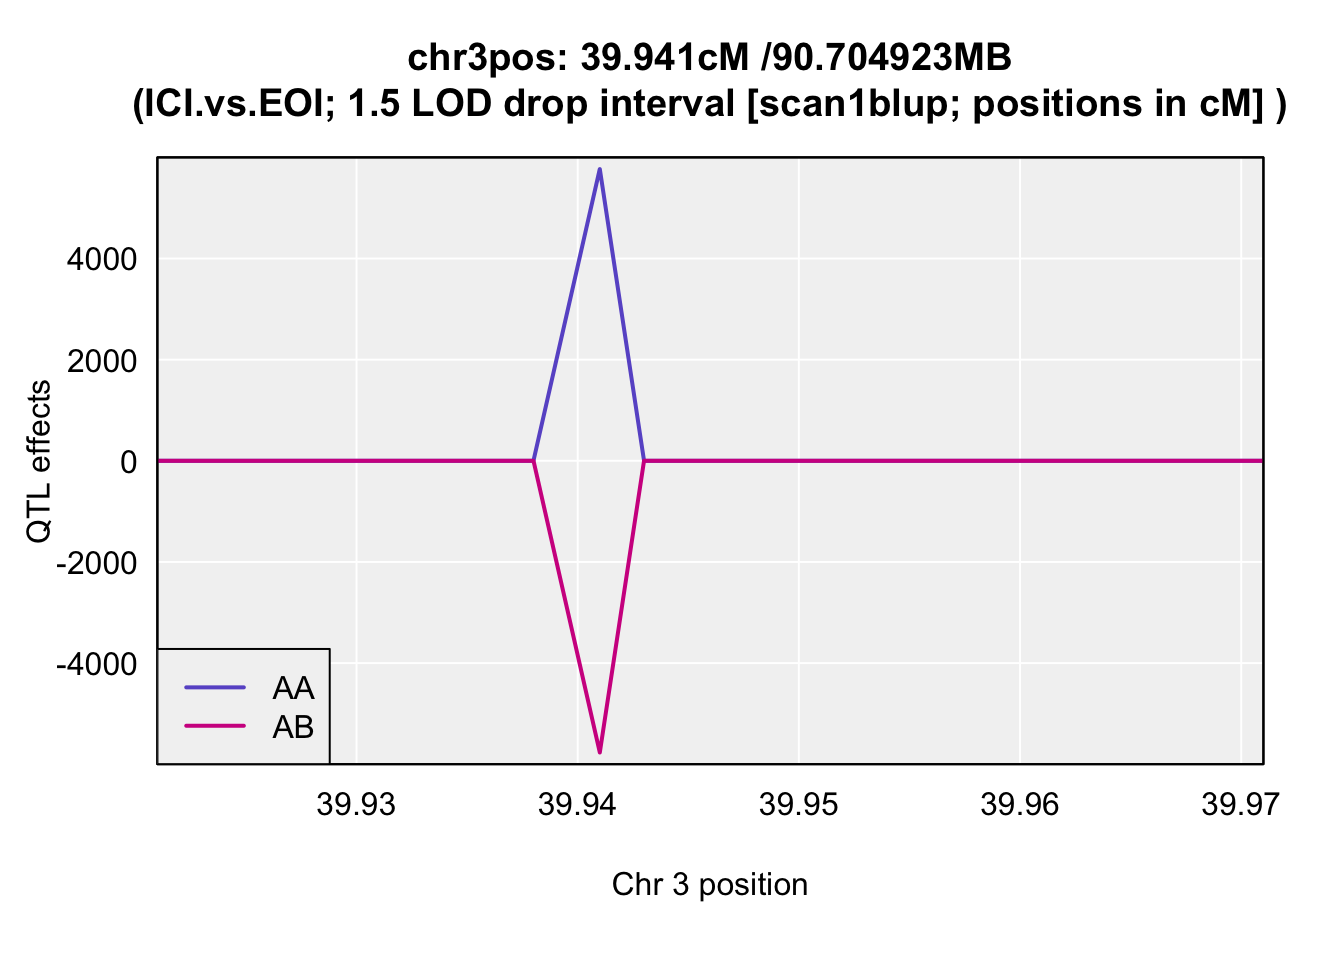 chr3pos: 39.941cM /90.704923MB
(ICI.vs.EOI; 1.5 LOD drop interval [scan1blup; positions in cM] )
QTL effects
4000
2000
0
-2000
-4000
AA
AB
39.93 39.94 39.95 39.96 39.97
Chr 3 position